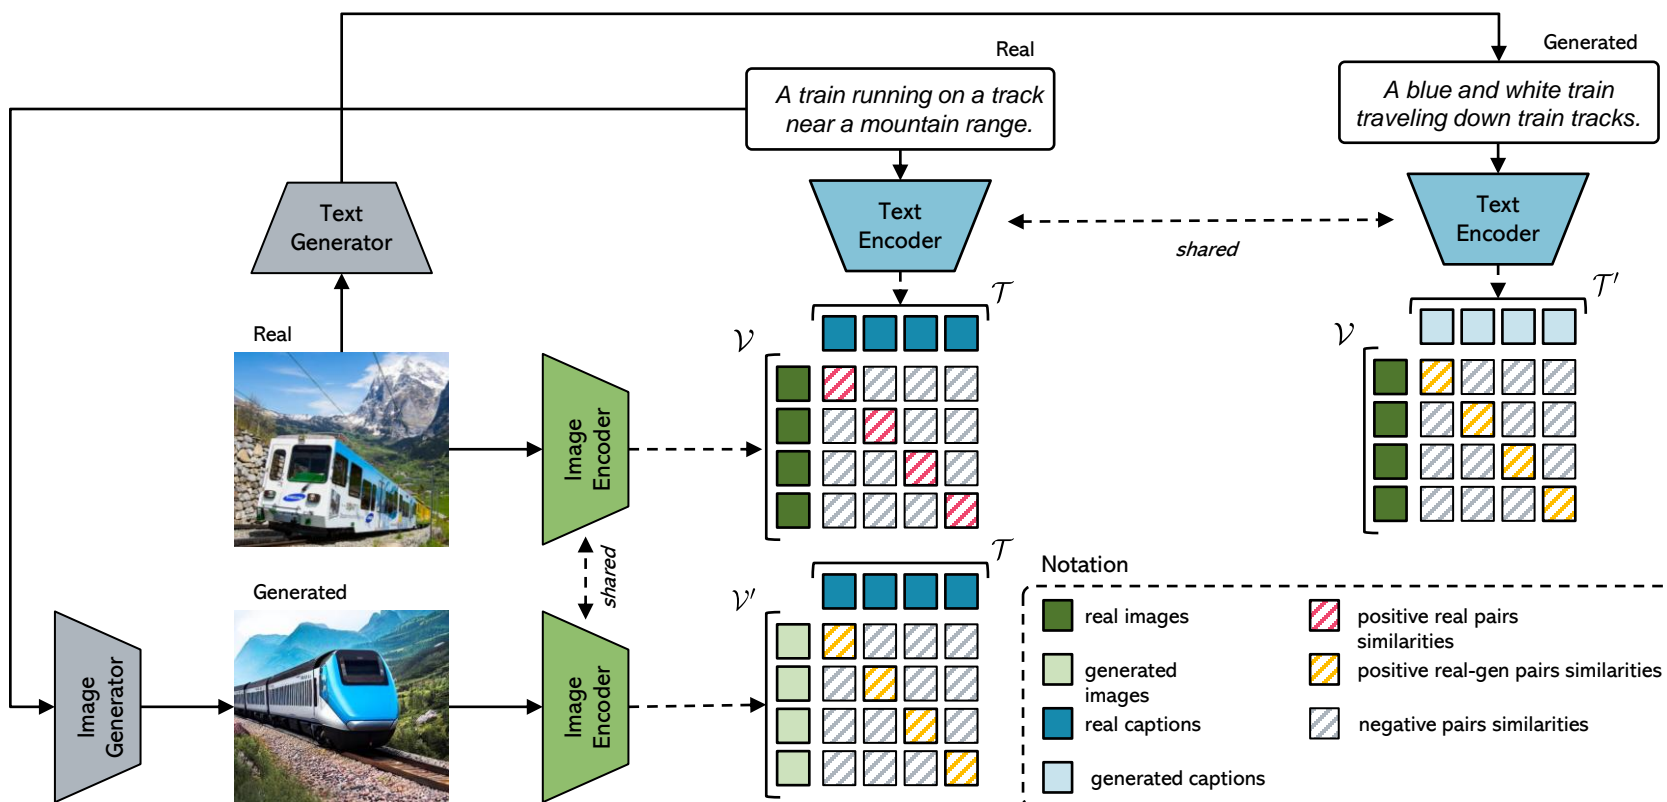 Real
A train running on a track
near a mountain range.
Generated
A blue and white train
traveling down train tracks.
Text
Generator
Text
Encoder
shared
Text
Encoder
Real
Image
Encoder
𝒯
𝒱
𝒯′
𝒱
shared
Generated
Image
Generator
Image
Encoder
𝒯
𝒱′
Notation
real images
generated
images
real captions
generated captions
positive real pairs
similarities
positive real-gen pairs similarities
negative pairs similarities